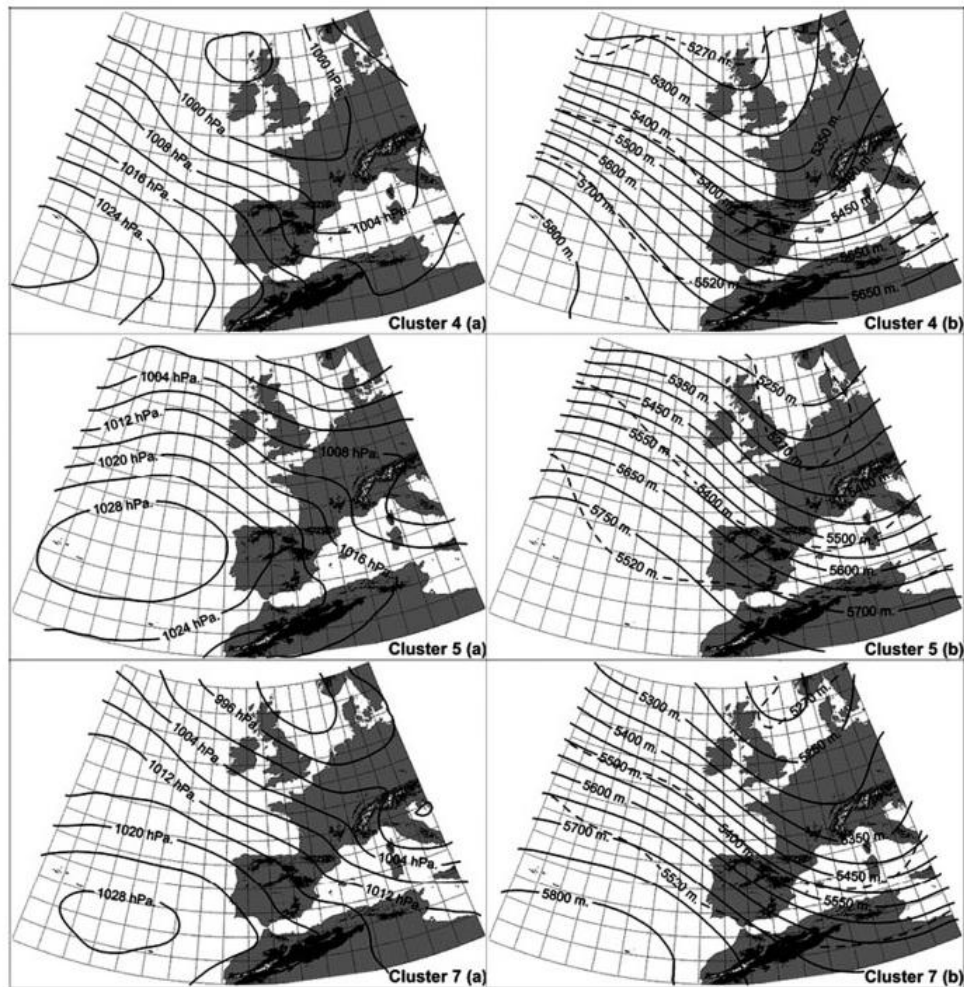 1000 hPa.
1000 hPa.
1008 hPa.
1016 hPa.
1024 hPa.
1004 hPa.
Cluster 4 (a)
5270 m.
5300 m.
5400 m.
5500 m.
5600 m.
5700 m.
5800 m.
5350 m.
5400 m.
5450 m.
5650 m.
5520 m.
5650 m.
Cluster 4 (b)
1004 hPa.
1012 hPa.
1020 hPa.
1008 hPa.
1028 hPa.
1016 hPa.
1024 hPa.
Cluster 5 (a)
5250 m.
5350 m.
5450 m.
5550 m.
5650 m.
5400 m.
5750 m.
5500 m.
5520 m.
5600 m.
5700 m.
Cluster 5 (b)
996 hPa.
1004 hPa.
1012 hPa.
1020 hPa.
1004 hPa.
1028 hPa.
1012 hPa.
Cluster 7 (a)
5270 m.
5300 m.
5400 m.
5500 m.
5600 m.
5400 m.
5350 m.
5700 m.
5520 m.
5450 m.
5550 m.
5800 m.
Cluster 7 (b)